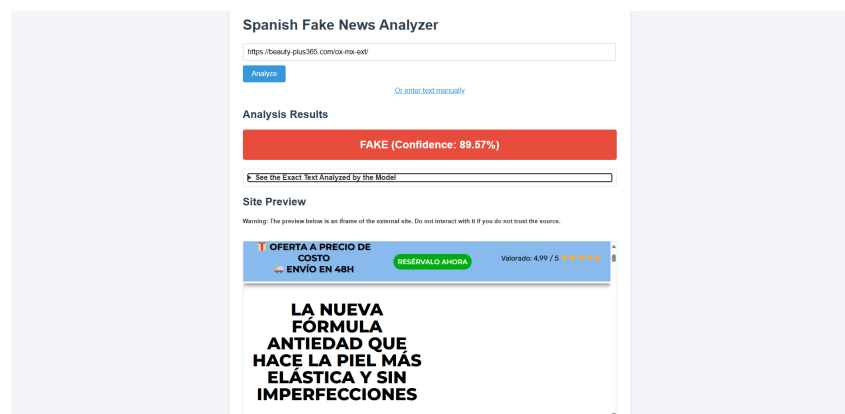 Spanish Fake News Analyzer
https://beauty-plus365.com/ox-mx-ext/
Analyze
Or enter text manually
Analysis Results
FAKE (Confidence: 89.57%)
▶ See the Exact Text Analyzed by the Model
Site Preview
Warning: The preview below is an iframe of the external site. Do not interact with it if you do not trust the source.
🎁 OFERTA A PRECIO DE
COSTO
🚚 ENVÍO EN 48H
RESÉRVALO AHORA
Valorado: 4,99 / 5 ⭐⭐⭐⭐⭐
LA NUEVA
FÓRMULA
ANTIEDAD QUE
HACE LA PIEL MÁS
ELÁSTICA Y SIN
IMPERFECCIONES